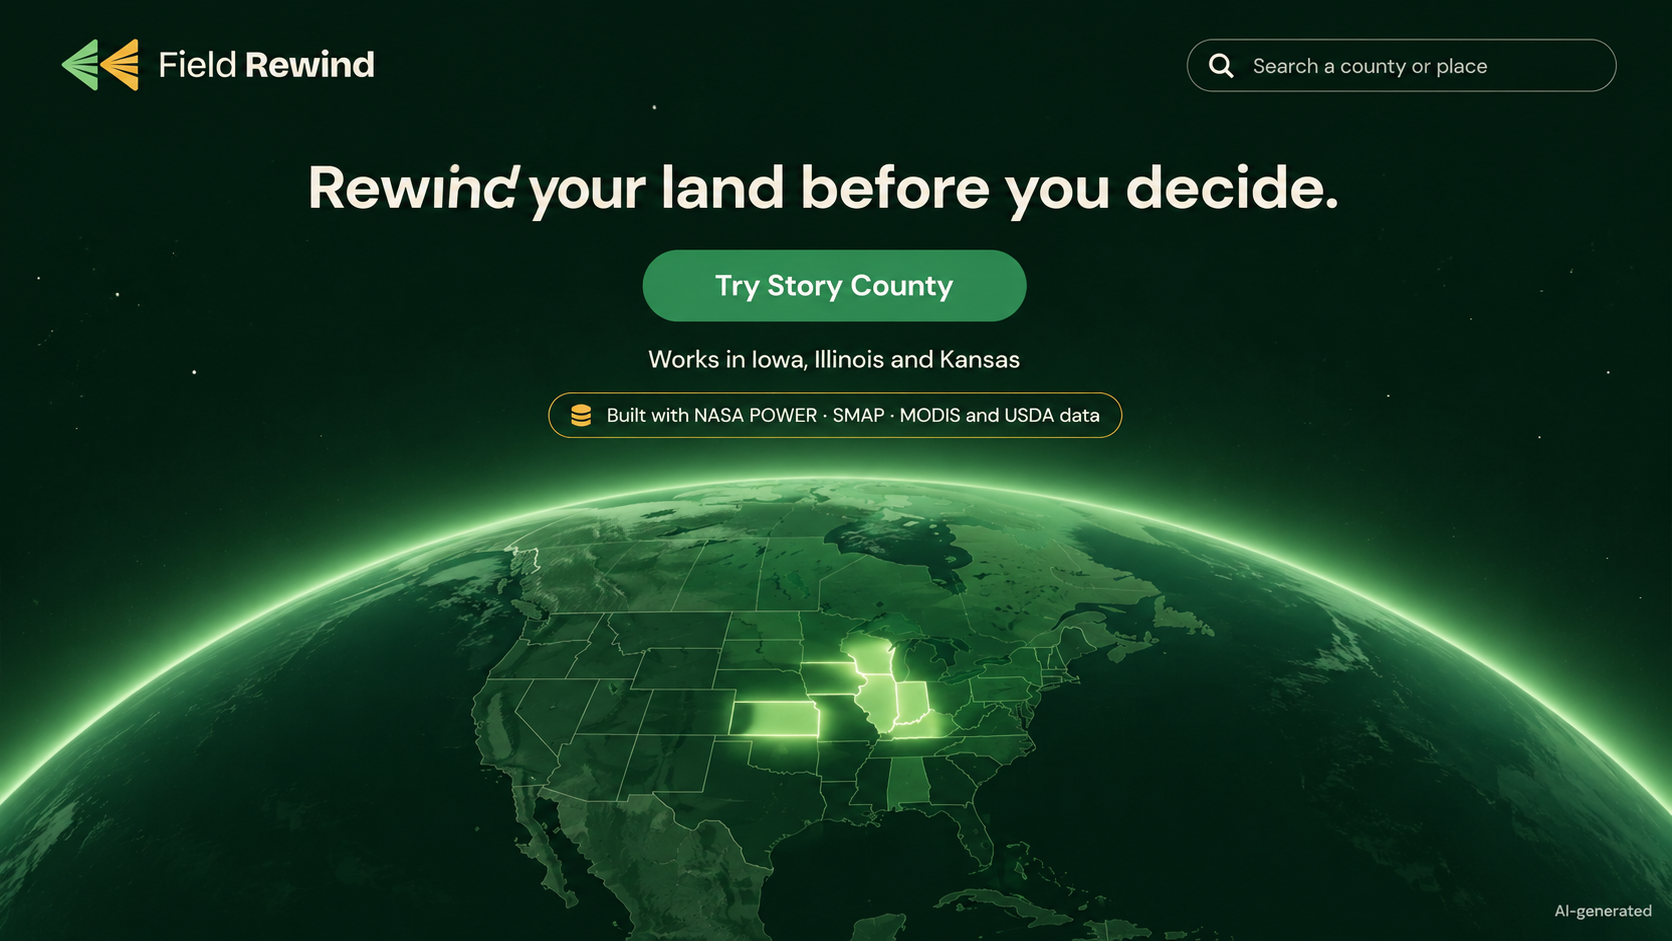 Field Rewind
Search a county or place
Rewind your land before you decide.
Try Story County
Works in Iowa, Illinois and Kansas
Built with NASA POWER · SMAP · MODIS and USDA data
AI-generated